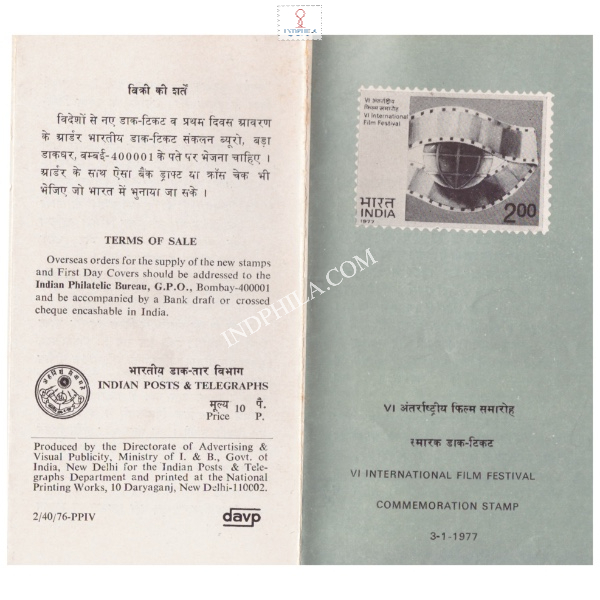 INDPHILA
बिक्री की शर्तें
विदेशों से नए डाक-टिकट व प्रथम दिवस आवरण
के आर्डर भारतीय डाक-टिकट संकलन ब्यूरो, बड़ा
डाकघर, बम्बई-400001 के पते पर भेजना चाहिए ।
आर्डर के साथ ऐसा बैंक ड्राफ्ट या क्रॉस चेक भी
भेजिए जो भारत में भुनाया जा सके ।
TERMS OF SALE
Overseas orders for the supply of the new stamps
and First Day Covers should be addressed to the
Indian Philatelic Bureau, G.P.O., Bombay-400001
and be accompanied by a Bank draft or crossed
cheque encashable in India.
भारतीय डाक-तार विभाग
INDIAN POSTS & TELEGRAPHS
मूल्य 10 पै.
Price P.
Produced by the Directorate of Advertising &
Visual Publicity, Ministry of I. & B., Govt. of
India, New Delhi for the Indian Posts & Tele-
graphs Department and printed at the National
Printing Works, 10 Daryaganj, New Delhi-110002.
2/40/76-PPIV
davp
VI अंतर्राष्ट्रीय
फिल्म समारोह
VI International
Film Festival
भारत
INDIA
1977
200
INDPHILA.COM
VI अंतर्राष्ट्रीय फिल्म समारोह
स्मारक डाक-टिकट
VI INTERNATIONAL FILM FESTIVAL
COMMEMORATION STAMP
3-1-1977